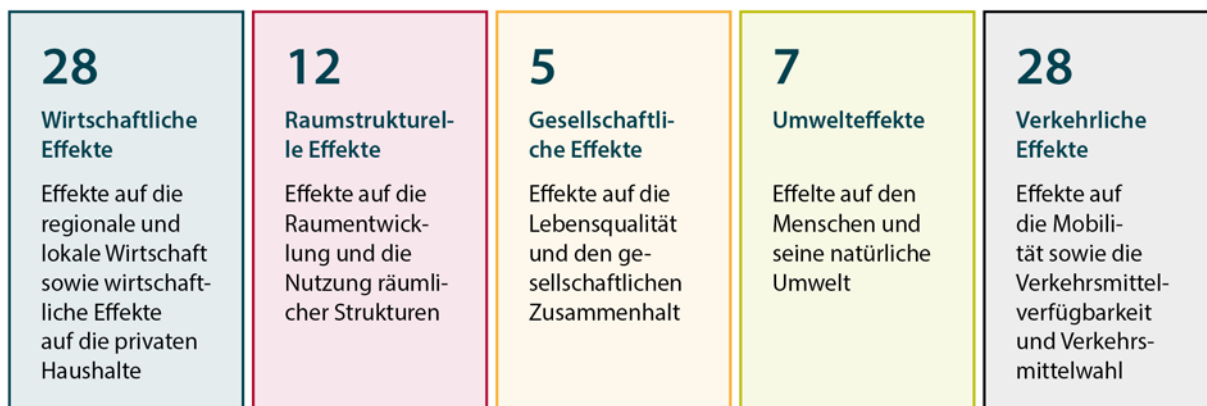 28
Wirtschaftliche
Effekte
Effekte auf die
regionale und
lokale Wirtschaft
sowie wirtschaft-
liche Effekte
auf die privaten
Haushalte
12
Raumstrukturel-
le Effekte
Effekte auf die
Raumentwick-
lung und die
Nutzung räumli-
cher Strukturen
5
Gesellschaftli-
che Effekte
Effekte auf die
Lebensqualität
und den ge-
sellschaftlichen
Zusammenhalt
7
Umwelteffekte
Effelte auf den
Menschen und
seine natürliche
Umwelt
28
Verkehrliche
Effekte
Effekte auf
die Mobili-
tät sowie die
Verkehrsmittel-
verfügbarkeit
und Verkehrs-
mittelwahl